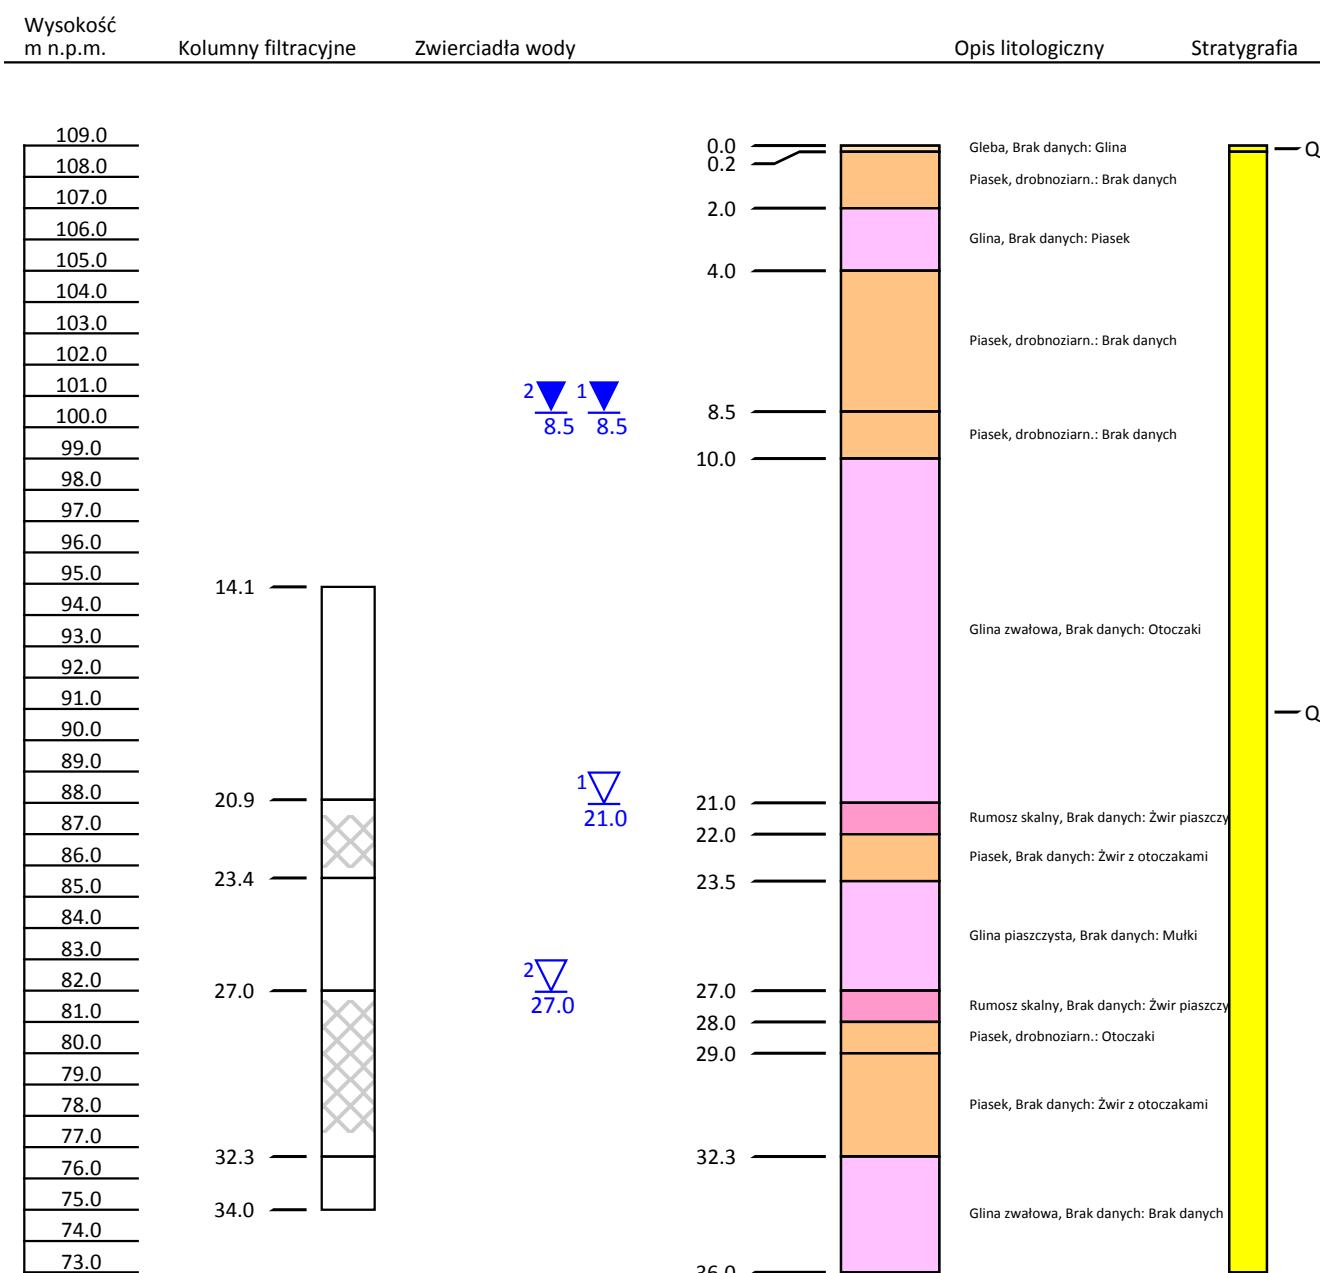 Wysokość
m n.p.m. Kolumny filtracyjne Zwierciadła wody Opis litologiczny Stratygrafia
109.0 0.0 Gleba, Brak danych: Glina Q
108.0 0.2 Piasek, drobnoziarn.: Brak danych
107.0 2.0
106.0 Glina, Brak danych: Piasek
105.0 4.0
104.0
103.0 Piasek, drobnoziarn.: Brak danych
102.0
101.0 2 1
100.0 8.5 8.5 8.5
99.0 Piasek, drobnoziarn.: Brak danych
10.0
98.0
97.0
96.0
95.0 14.1
94.0
93.0 Glina zwałowa, Brak danych: Otoczaki
92.0
91.0
90.0 Q
89.0
88.0 20.9 1 21.0
87.0 21.0 Rumosz skalny, Brak danych: Żwir piaszczy
22.0
86.0 Piasek, Brak danych: Żwir z otoczakami
85.0 23.4 23.5
84.0
83.0 Glina piaszczysta, Brak danych: Mułki
82.0 27.0 2 27.0
81.0 27.0 Rumosz skalny, Brak danych: Żwir piaszczy
28.0
80.0 Piasek, drobnoziarn.: Otoczaki
29.0
79.0
78.0 Piasek, Brak danych: Żwir z otoczakami
77.0
76.0 32.3 32.3
75.0 34.0 Glina zwałowa, Brak danych: Brak danych
74.0
73.0 36.0